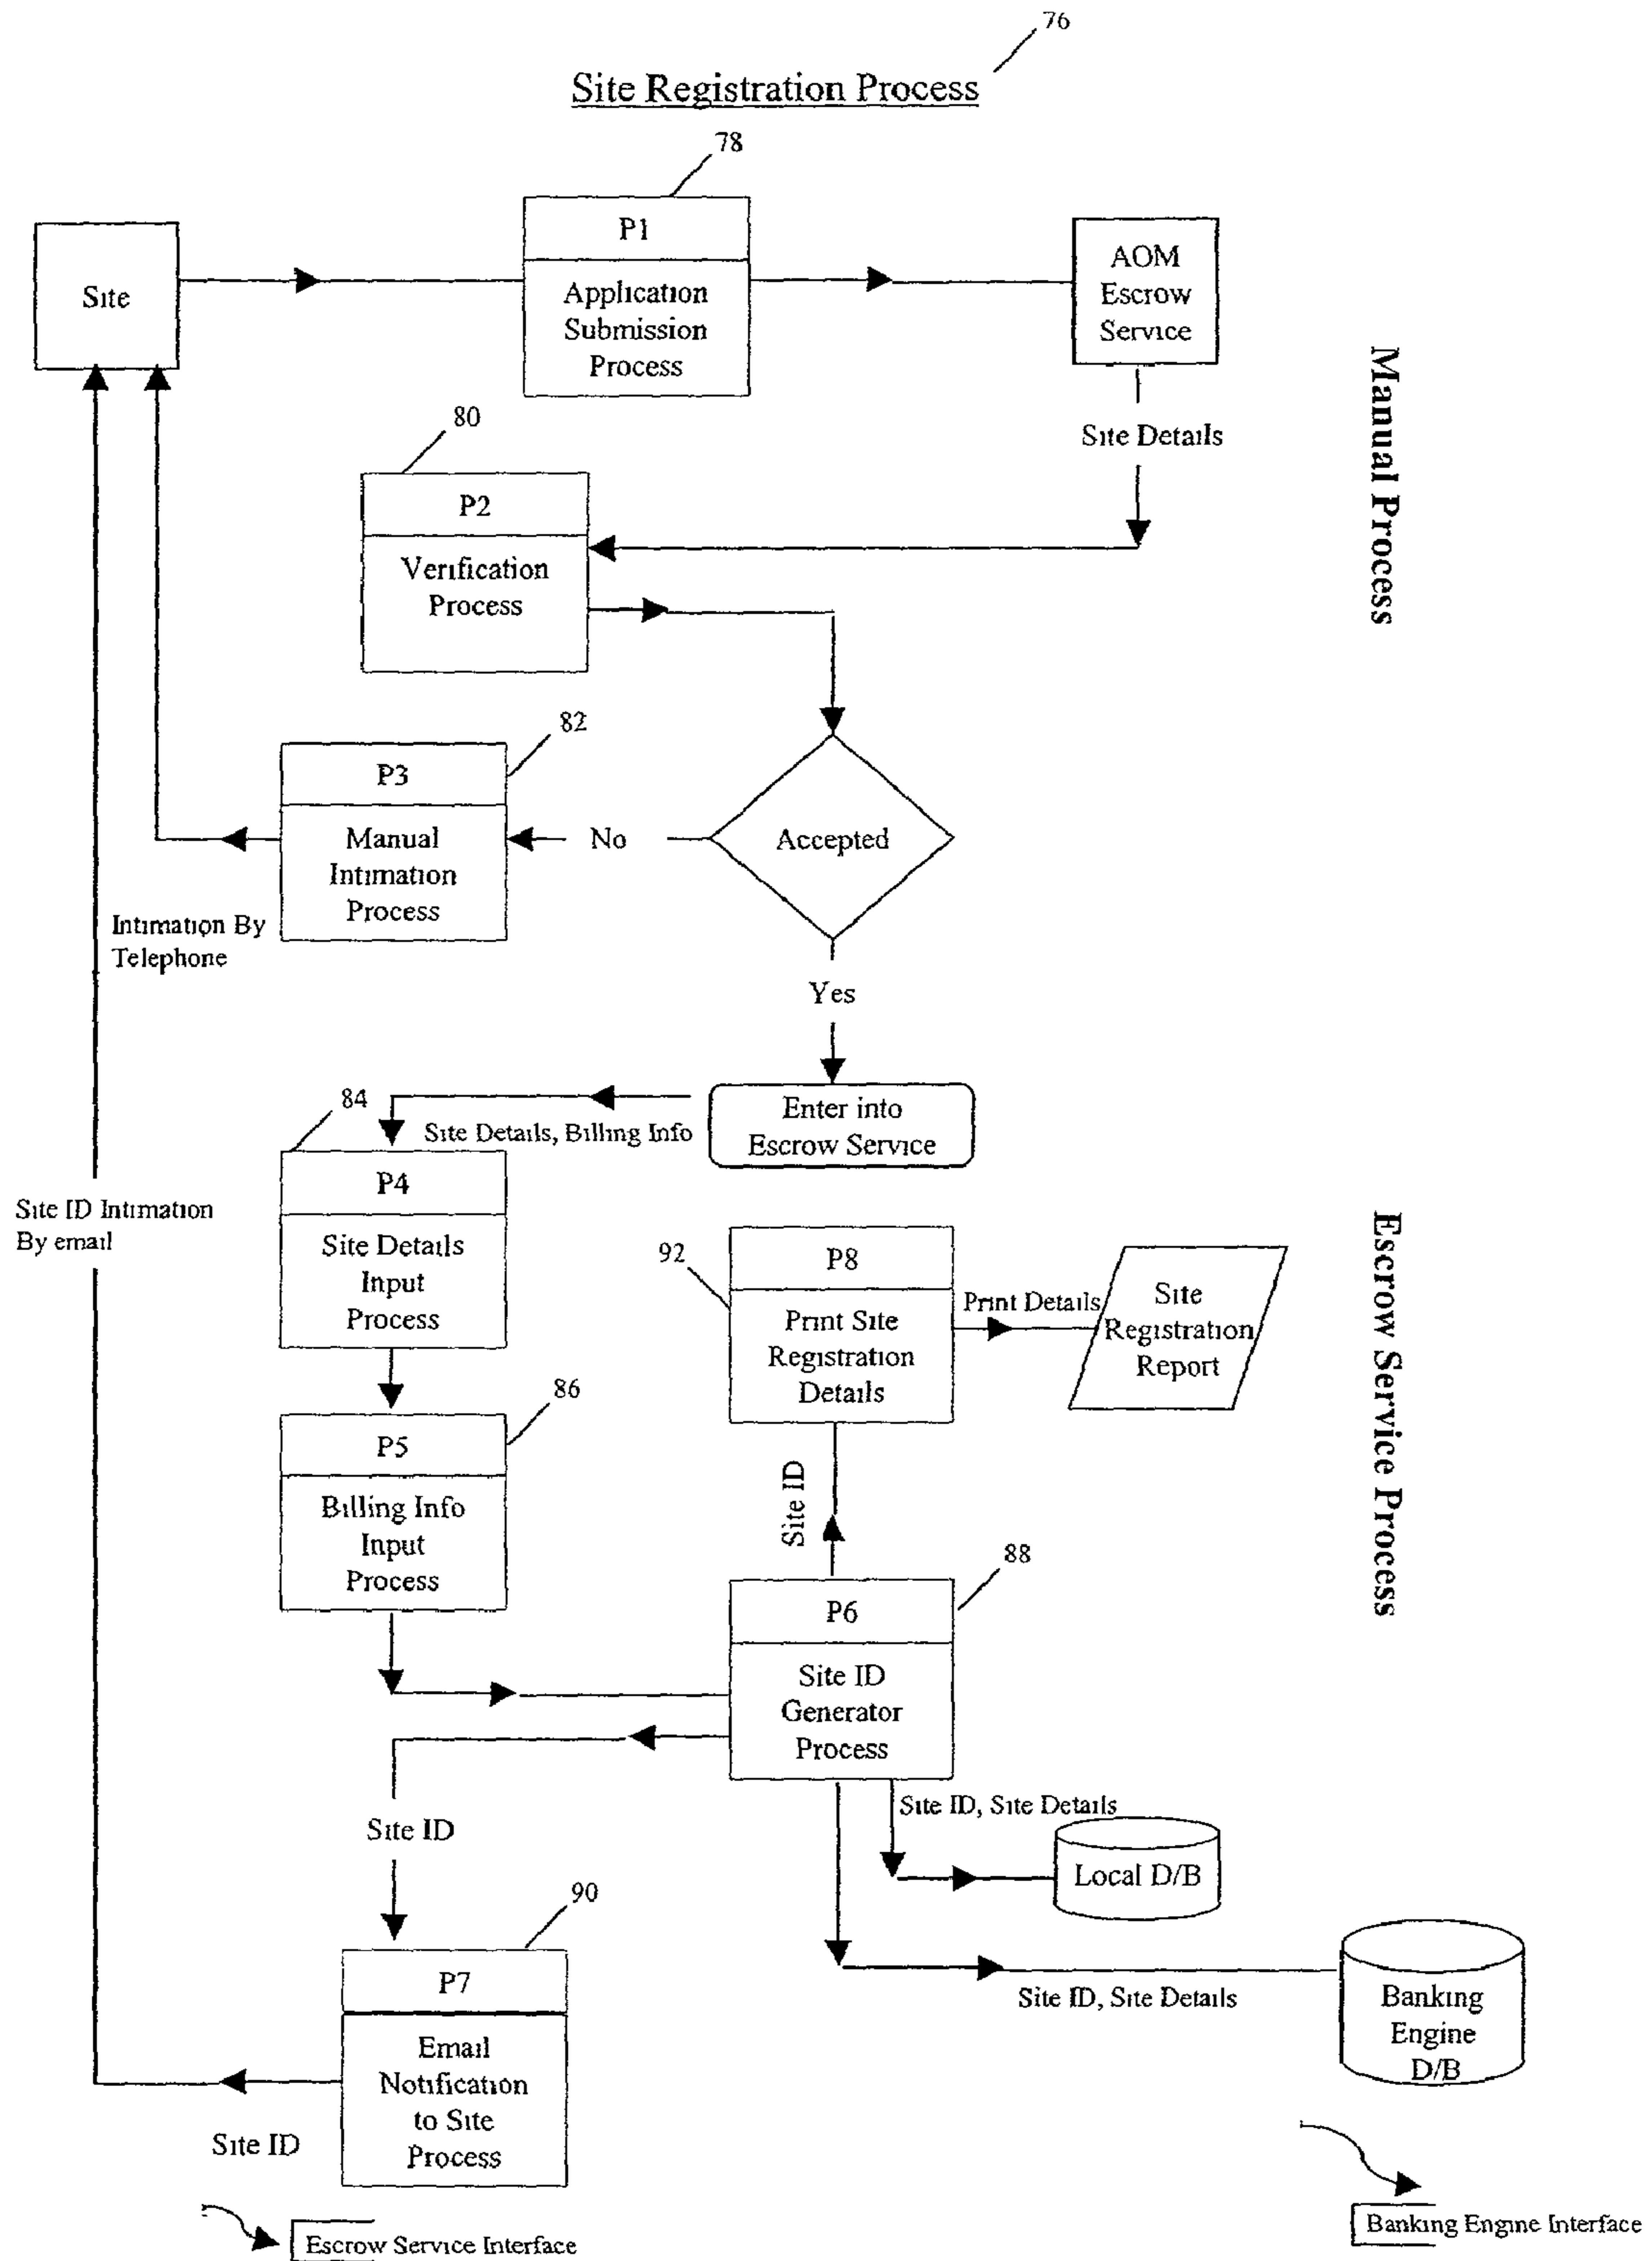 76
Site Registration Process
78
P1
Application
Submission
Process
Site
AOM
Escrow
Service
Site Details
Manual Process
80
P2
Verification
Process
82
P3
Manual
Intimation
Process
No
Accepted
Intimation By
Telephone
Yes
Enter into
Escrow Service
84
Site Details, Billing Info
P4
Site Details
Input
Process
Site ID Intimation
By email
92
P8
Print Site
Registration
Details
Print Details
Site
Registration
Report
Escrow Service Process
86
P5
Billing Info
Input
Process
Site ID
88
P6
Site ID
Generator
Process
Site ID
Site ID, Site Details
Local D/B
90
P7
Email
Notification
to Site
Process
Site ID, Site Details
Banking
Engine
D/B
Site ID
Escrow Service Interface
Banking Engine Interface